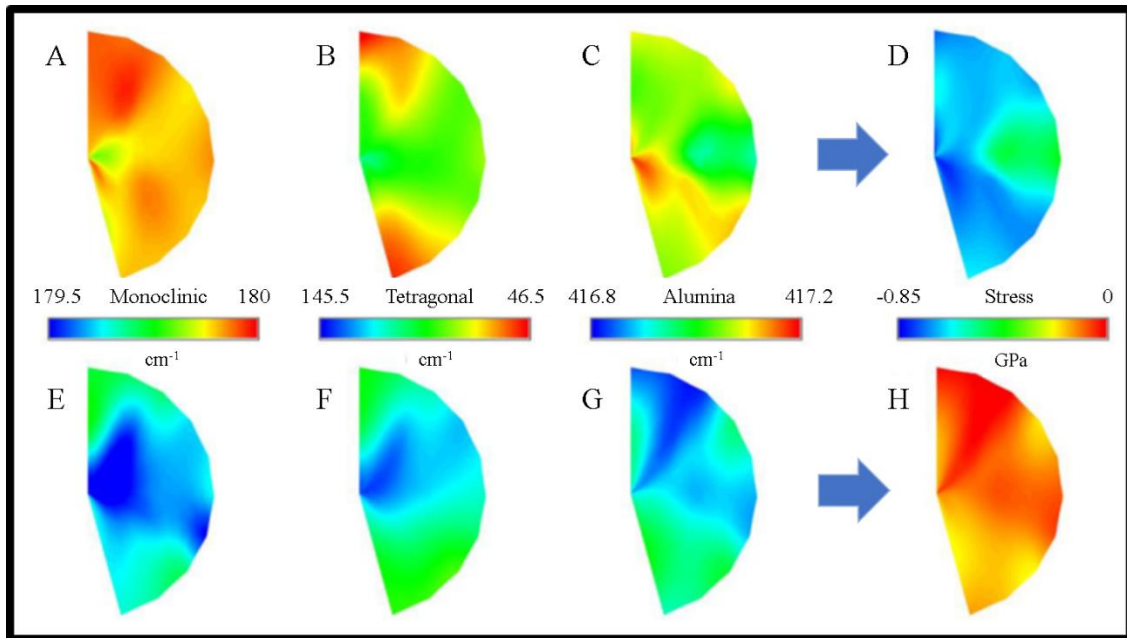 A B C D
179.5 Monoclinic 180 145.5 Tetragonal 46.5 416.8 Alumina 417.2 -0.85 Stress 0
cm-1 cm-1 cm-1 GPa
E F G H